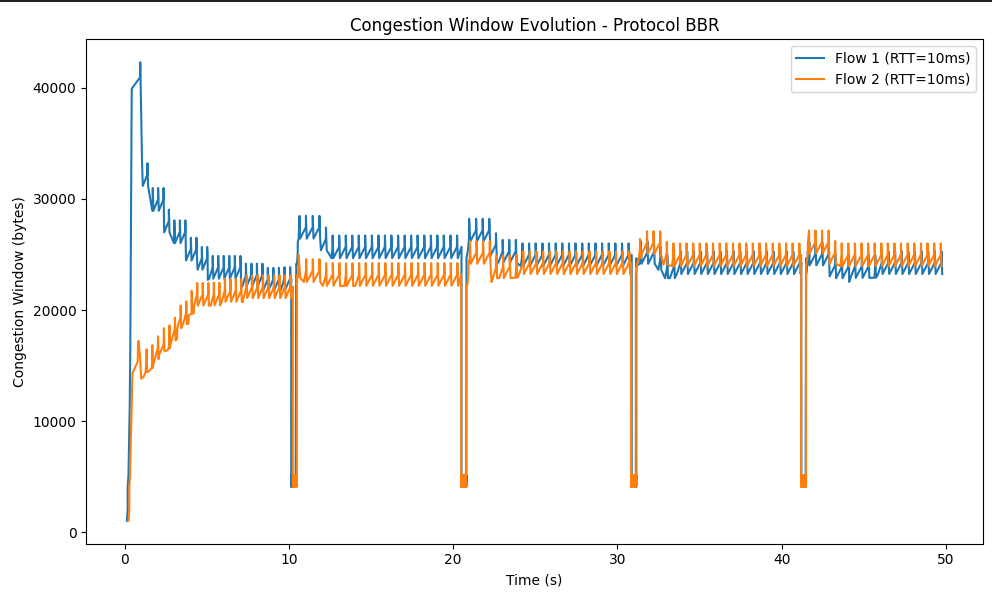 Congestion Window Evolution - Protocol BBR
Flow 1 (RTT=10ms)
Flow 2 (RTT=10ms)
Congestion Window (bytes)
40000
30000
20000
10000
0
0 10 20 30 40 50
Time (s)